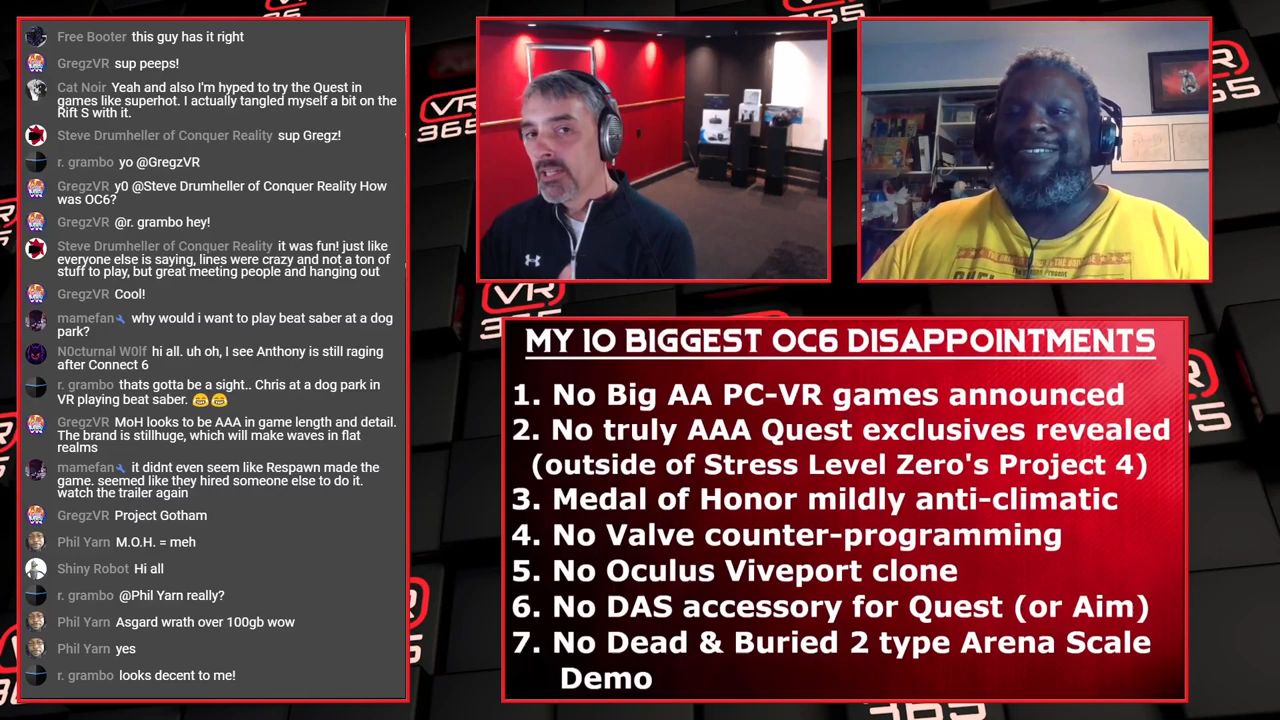 Free Booter this guy has it right
GregzVR sup peeps!
Cat Noir Yeah and also I'm hyped to try the Quest in
games like superhot. I actually tangled myself a bit on the
Rift S with it.
Steve Drumheller of Conquer Reality sup Gregz!
r. grambo yo @GregzVR
GregzVR y0 @Steve Drumheller of Conquer Reality How
was OC6?
GregzVR @r. grambo hey!
Steve Drumheller of Conquer Reality it was fun! just like
everyone else is saying, lines were crazy and not a ton of
stuff to play, but great meeting people and hanging out
GregzVR Cool!
mamefan why would i want to play beat saber at a dog
park?
N0cturnal W0lf hi all. uh oh, I see Anthony is still raging
after Connect 6
r. grambo thats gotta be a sight.. Chris at a dog park in
VR playing beat saber. 😂😂
GregzVR MoH looks to be AAA in game length and detail.
The brand is stillhuge, which will make waves in flat
realms
mamefan it didnt even seem like Respawn made the
game. seemed like they hired someone else to do it.
watch the trailer again
GregzVR Project Gotham
Phil Yarn M.O.H. = meh
Shiny Robot Hi all
r. grambo @Phil Yarn really?
Phil Yarn Asgard wrath over 100gb wow
Phil Yarn yes
r. grambo looks decent to me!
VR
365
MY 10 BIGGEST OC6 DISAPPOINTMENTS
1. No Big AA PC-VR games announced
2. No truly AAA Quest exclusives revealed
(outside of Stress Level Zero's Project 4)
3. Medal of Honor mildly anti-climatic
4. No Valve counter-programming
5. No Oculus Viveport clone
6. No DAS accessory for Quest (or Aim)
7. No Dead & Buried 2 type Arena Scale
Demo